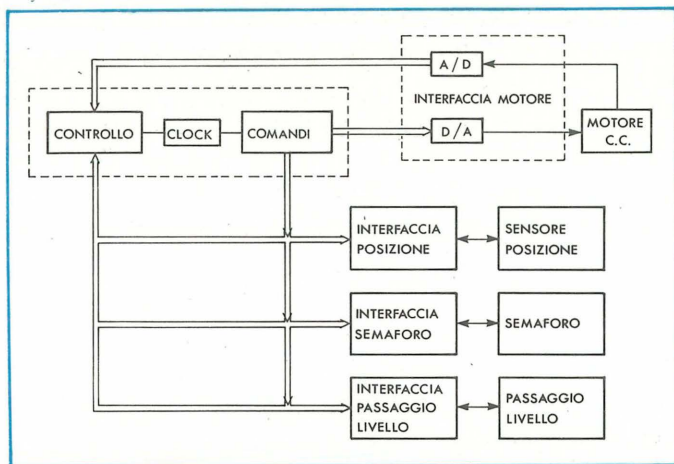 A/D
INTERFACCIA MOTORE
CONTROLLO
CLOCK
COMANDI
D/A
MOTORE
C.C.
INTERFACCIA
POSIZIONE
SENSORE
POSIZIONE
INTERFACCIA
SEMAFORO
SEMAFORO
INTERFACCIA
PASSAGGIO
LIVELLO
PASSAGGIO
LIVELLO